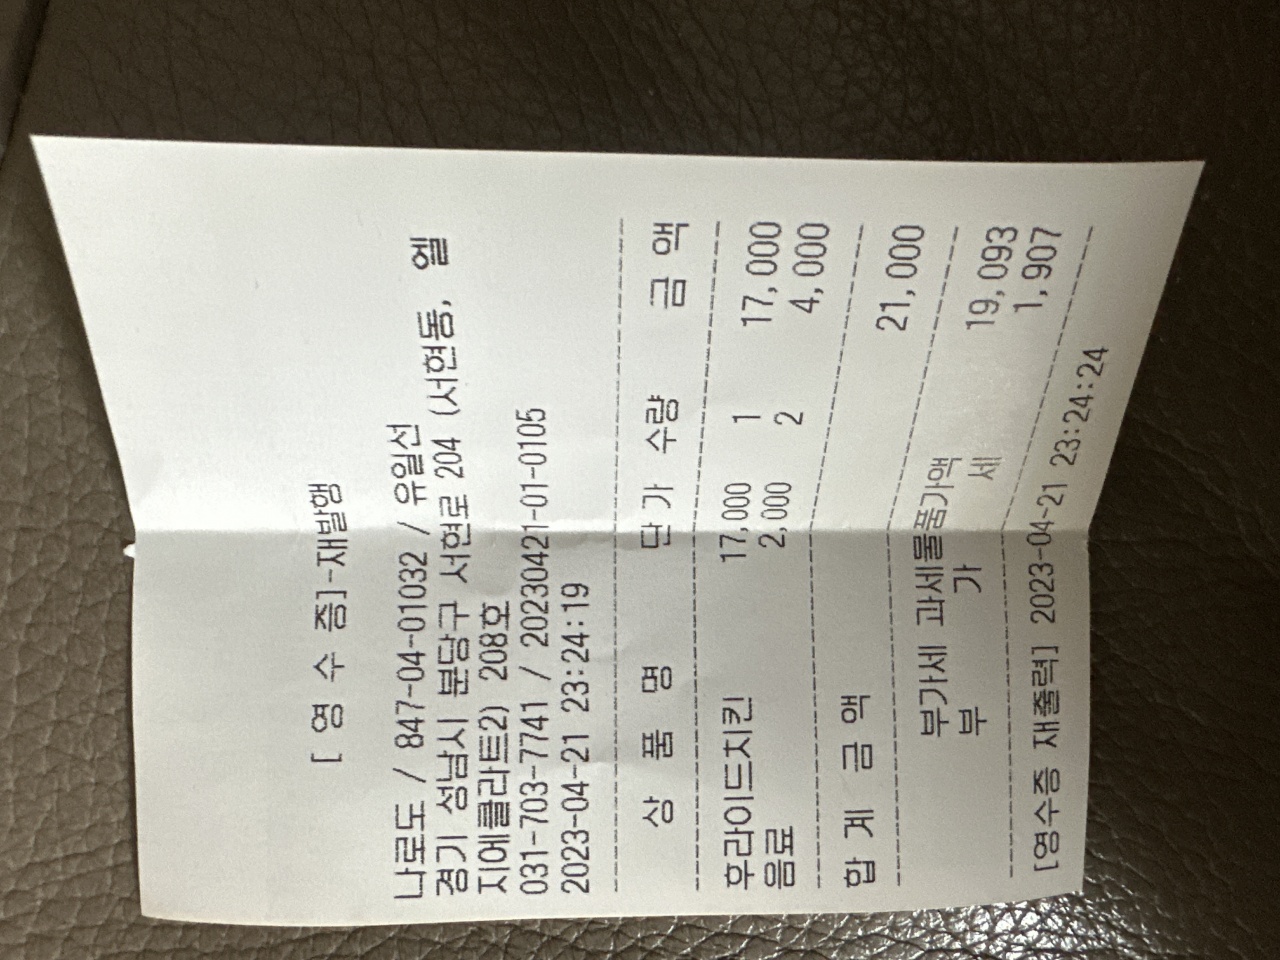 [ 영 수 증]-재발행
나로도 / 847-04-01032 / 유일선
경기 성남시 분당구 서현로 204 (서현동, 엘
지에클라트2) 208호
031-703-7741 / 20230421-01-0105
2023-04-21 23:24:19
상 품 명 단 가 수량 금 액
후라이드치킨 17,000 1 17,000
음료 2,000 2 4,000
합 계 금 액 21,000
부가세 과세물품가액 19,093
부 가 세 1,907
[영수증 재출력] 2023-04-21 23:24:24